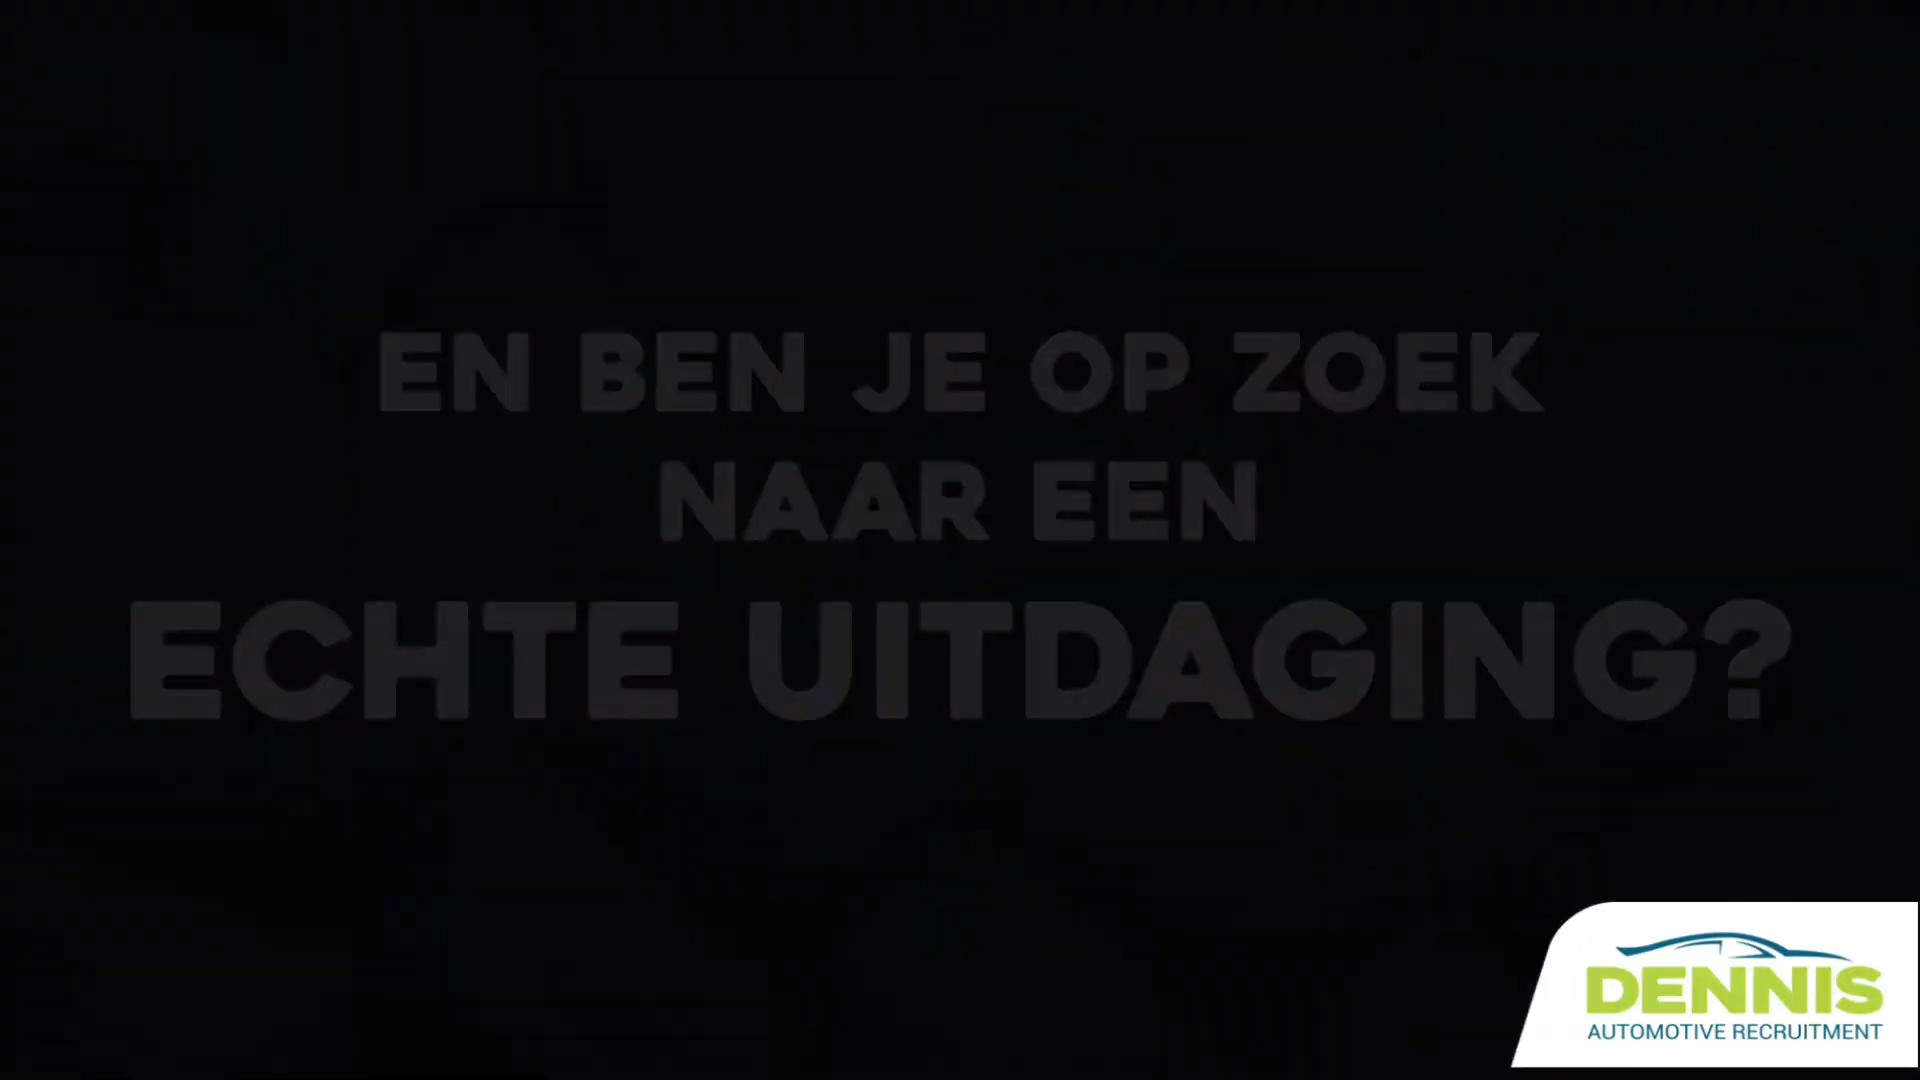 EN BEN JE OP ZOEK
NAAR EEN
ECHTE UITDAGING?
DENNIS
AUTOMOTIVE RECRUITMENT